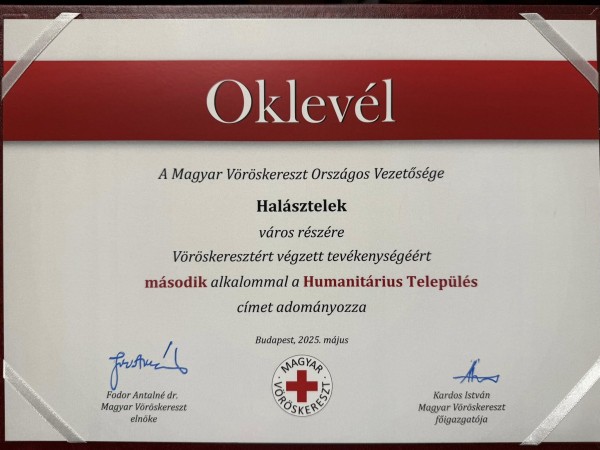 Oklevél
A Magyar Vöröskereszt Országos Vezetősége
Halásztelek
város részére
Vöröskeresztért végzett tevékenységéért
második alkalommal a Humanitárius Település
címet adományozza
Budapest, 2025. május
Fodor Antalné dr.
Magyar Vöröskereszt
elnöke
MAGYAR
VÖRÖSKERESZT
Kardos István
Magyar Vöröskereszt
főigazgatója